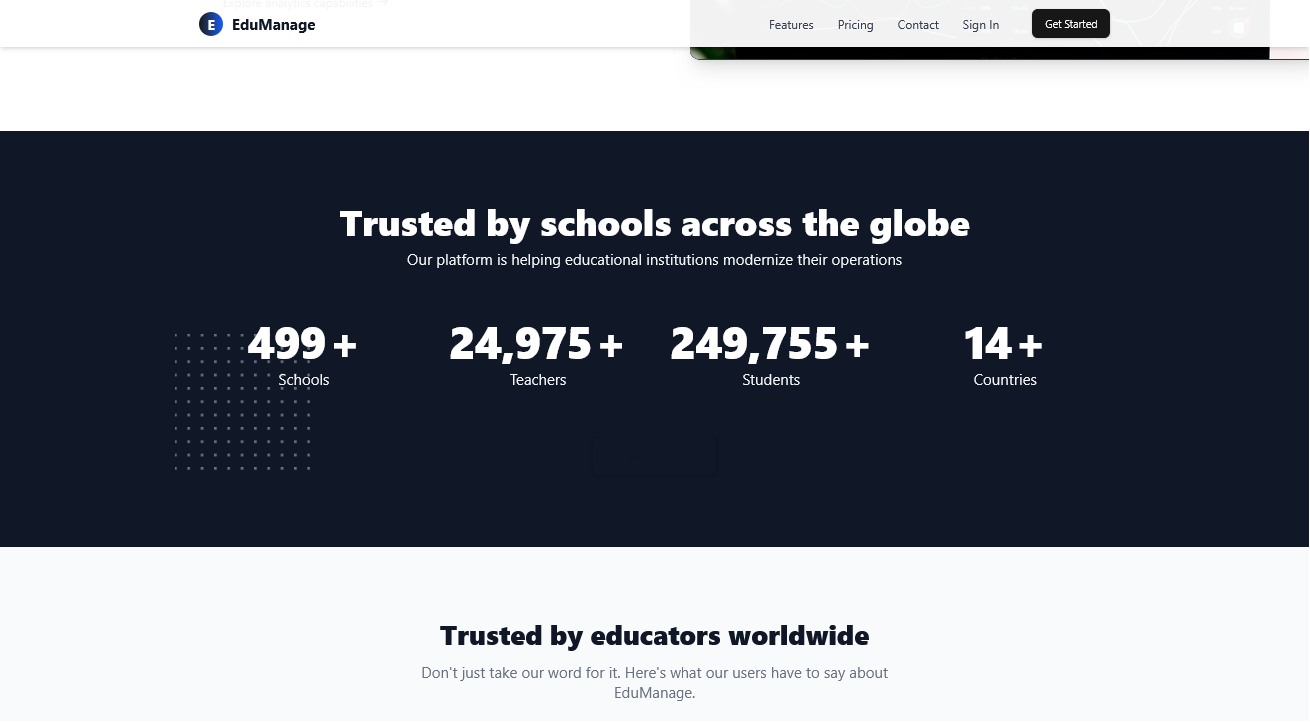 Explore analytics capabilities →
E EduManage Features Pricing Contact Sign In Get Started
Trusted by schools across the globe
Our platform is helping educational institutions modernize their operations
499 + 24,975 + 249,755 + 14 +
Schools Teachers Students Countries
Trusted by educators worldwide
Don't just take our word for it. Here's what our users have to say about
EduManage.